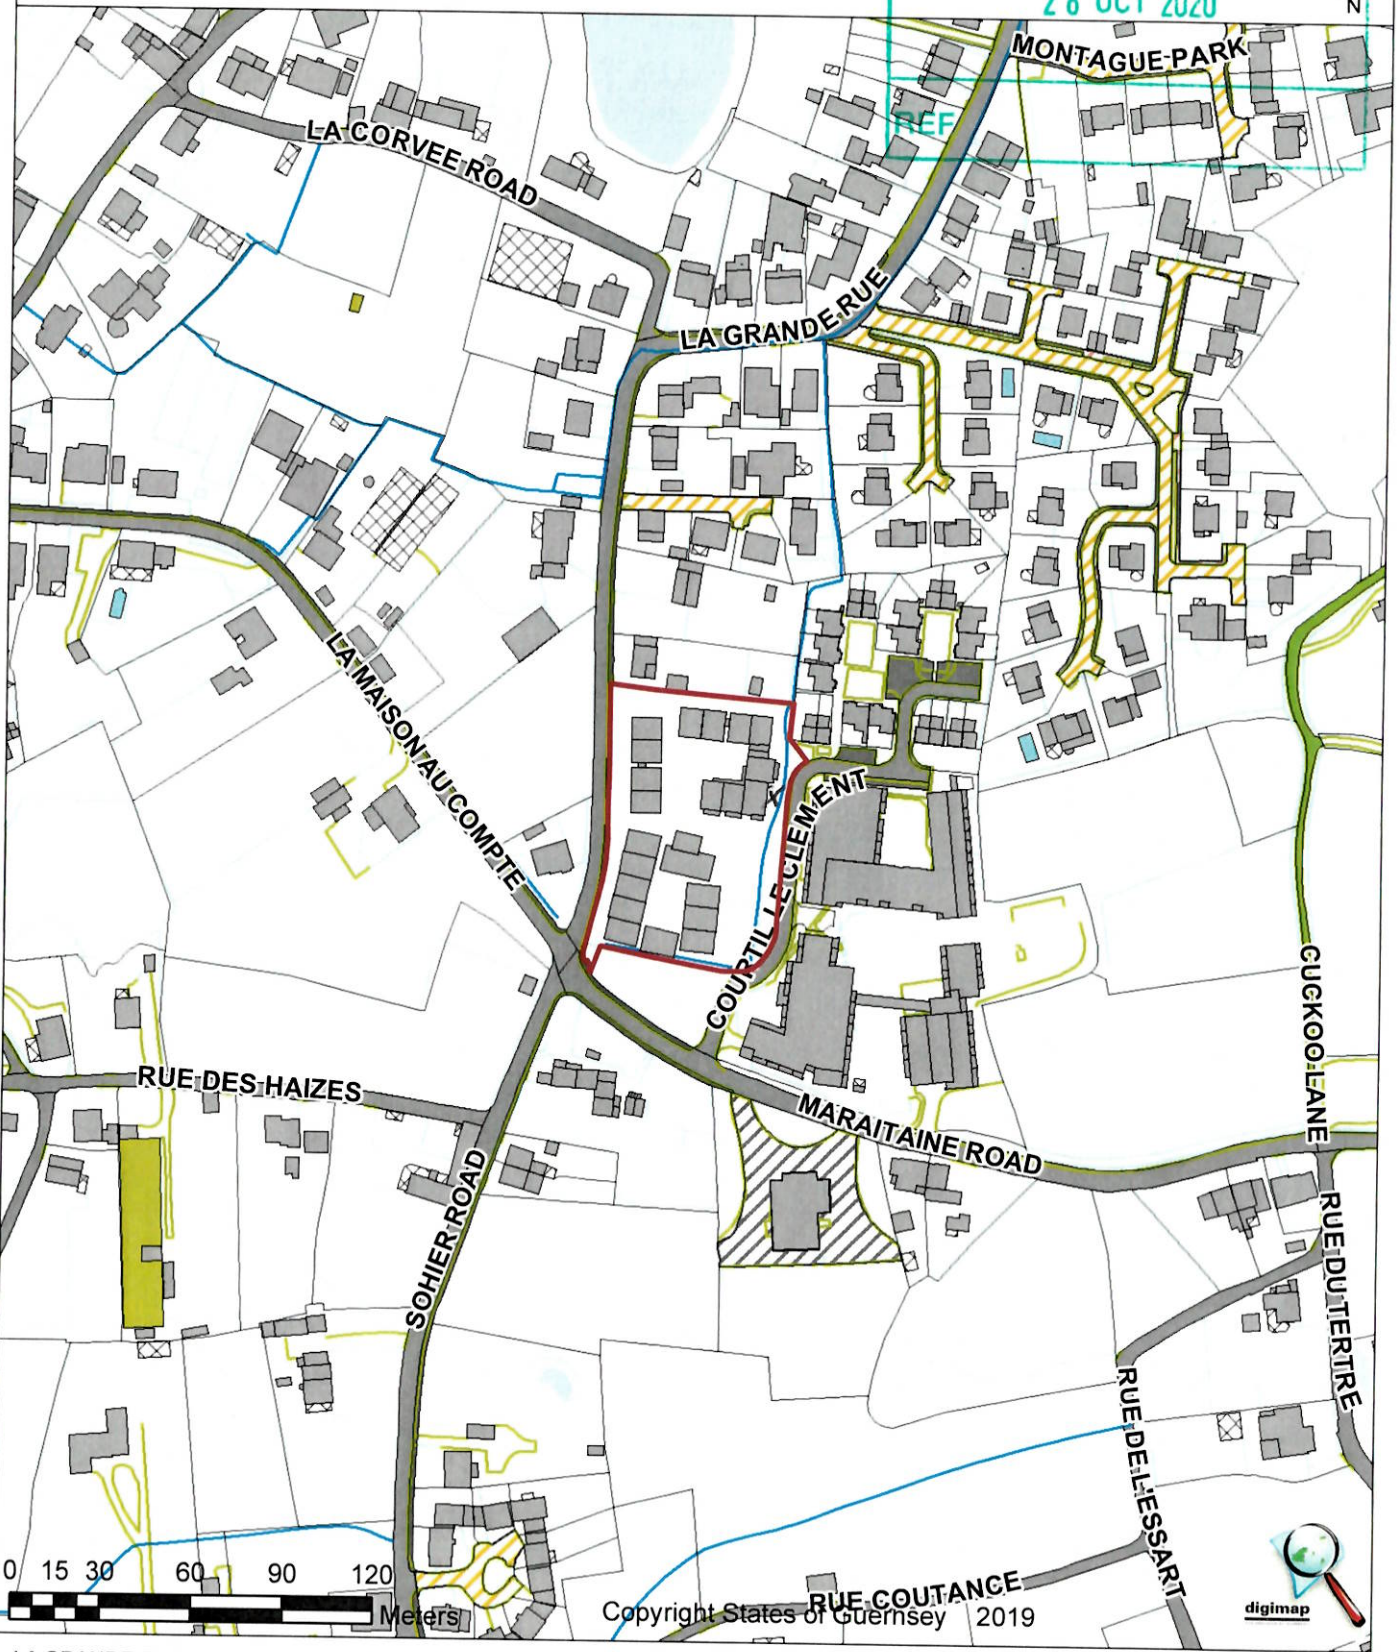 28 OCT 2020
N
MONTAGUE PARK
REF
LA CORVEE ROAD
LA GRANDE RUE
LA MAISON AU COMPTE
COURTIL LE CLEMENT
CUCKOO LANE
RUE DES HAIZES
MARAITAINE ROAD
SOHIER ROAD
RUE DU TERTRE
RUE DE L'ESSART
0 15 30 60 90 120
Meters
RUE COUTANCE
Copyright States of Guernsey 2019
digimap